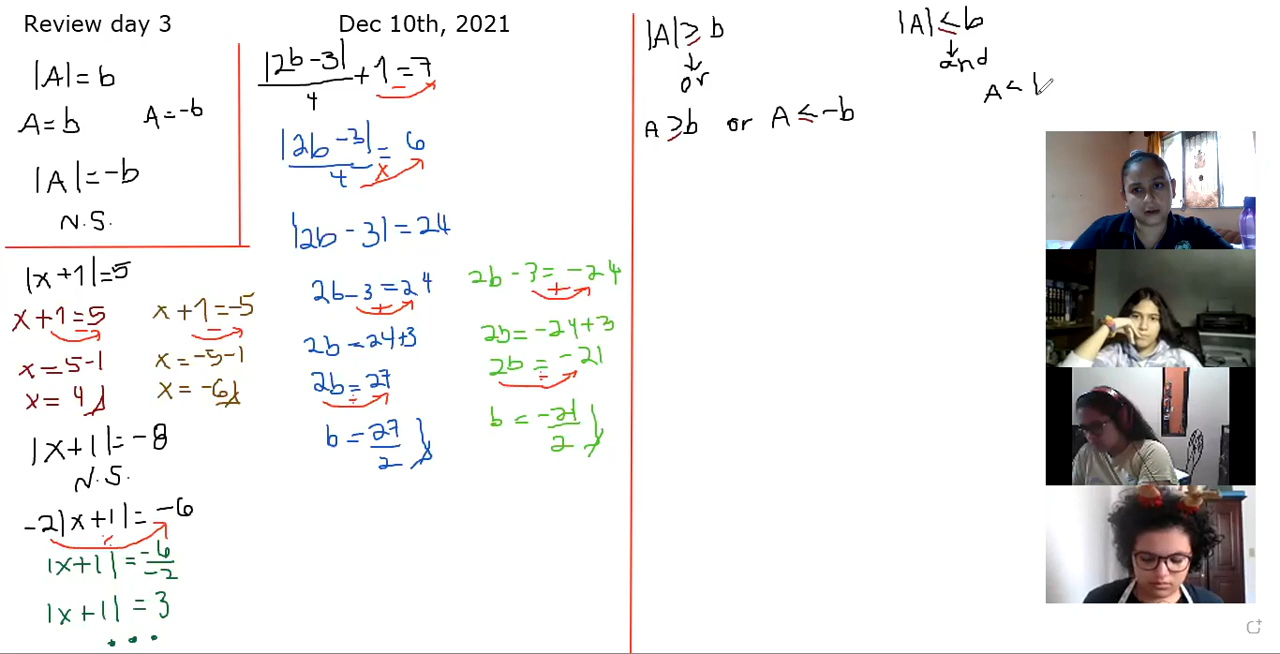 Review day 3
Dec 10th, 2021
|A| = b
A = b
A = -b
|A| = -b
N.S.
|x+1| = 5
x+1 = 5
-
x = 5-1
x = 4
x+1 = -5
-
x = -5-1
x = -6
|x+1| = -8
N.S.
-2|x+1| = -6
÷
|x+1| = -6/-2
|x+1| = 3
...
|2b-3|/4 + 1 = 7
-
|2b-3|/4 = 6
x
|2b-3| = 24
2b-3 = 24
+
2b = 24+3
2b = 27
÷
b = 27/2
2b-3 = -24
+
2b = -24+3
2b = -21
÷
b = -21/2
|A| ≥ b
↓
or
A ≥ b or A ≤ -b
|A| ≤ b
↓
and
A <